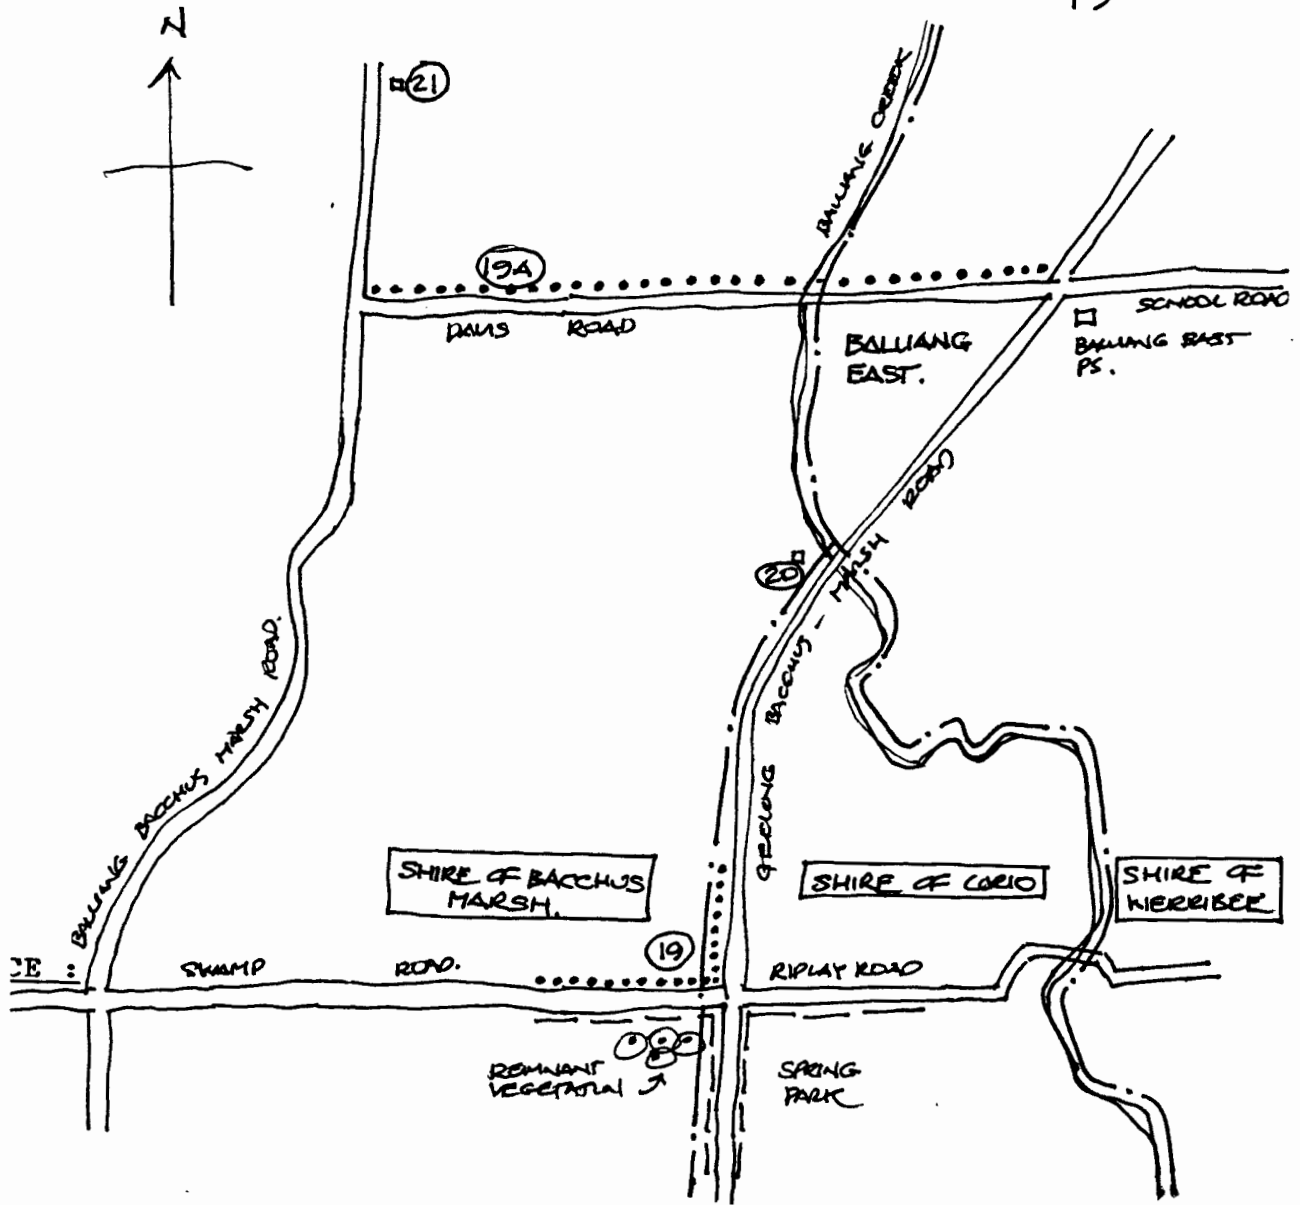 N
21
BALLIANG CREEK
19A
DAVIS ROAD
SCHOOL ROAD
BALLIANG
EAST.
BALLIANG EAST
PS.
ROAD
MARSH
20
BACCHUS –
GEELONG
BALLIANG BACCHUS MARSH ROAD.
SHIRE OF BACCHUS
MARSH.
SHIRE OF CORIO
SHIRE OF
WERRIBEE
19
CE
SWAMP ROAD.
RIPLAY ROAD
REMNANT
VEGETATION
SPRING
PARK